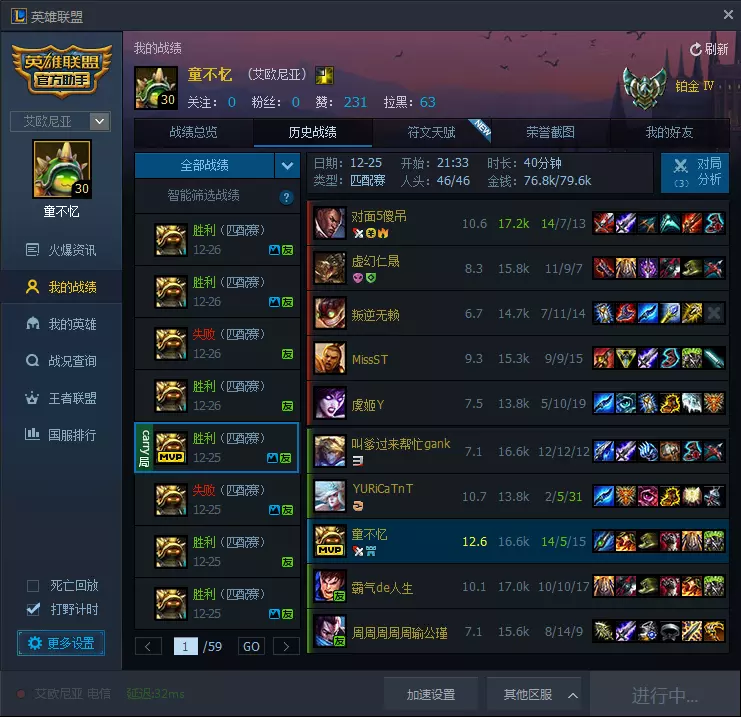 英雄联盟
英雄联盟
官方助手
艾欧尼亚
30
童不忆
火爆资讯
我的战绩
我的英雄
战况查询
王者联盟
国服排行
死亡回放
打野计时
更多设置
我的战绩
刷新
30
童不忆 (艾欧尼亚)
关注: 0 粉丝: 0 赞: 231 拉黑: 63
铂金 Ⅳ
战绩总览
历史战绩
符文天赋
NEW
荣誉截图
我的好友
全部战绩
智能筛选战绩 ?
胜利 (匹配赛)
12-26 友
胜利 (匹配赛)
12-26 友
失败 (匹配赛)
12-26 友
胜利 (匹配赛)
12-26 友
carry局
MVP
胜利 (匹配赛)
12-25 友
失败 (匹配赛)
12-25 友
胜利 (匹配赛)
12-25 友
胜利 (匹配赛)
12-25 友
1 /59 GO
日期: 12-25 开始: 21:33 时长: 40分钟
类型: 匹配赛 人头: 46/46 金钱: 76.8k/79.6k
对局
(3) 分析
对面5傻吊 10.6 17.2k 14/7/13
虚幻仁晟 8.3 15.8k 11/9/7
叛逆无赖 6.7 14.7k 7/11/14
MissST 9.3 15.3k 9/9/15
虞姬Y 7.5 13.8k 5/10/19
叫爹过来帮忙gank 7.1 16.6k 12/12/12
YURiCaTnT 10.7 13.8k 2/5/31
MVP
童不忆 12.6 16.6k 14/5/15
霸气de人生 10.1 17.0k 10/10/17
友
周周周周周瑜公瑾 7.1 15.6k 8/14/9
友
艾欧尼亚 电信 延迟:32ms
加速设置
其他区服
进行中...